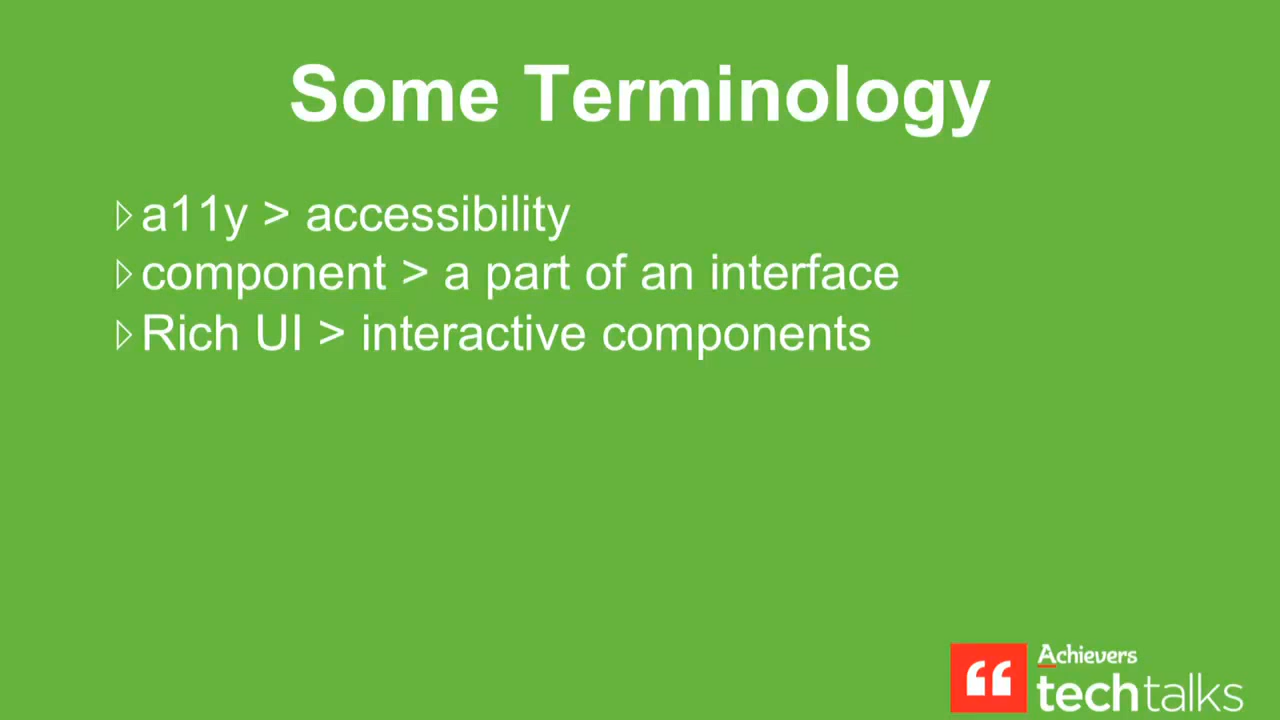 Some Terminology
a11y > accessibility
component > a part of an interface
Rich UI > interactive components
Achievers
techtalks